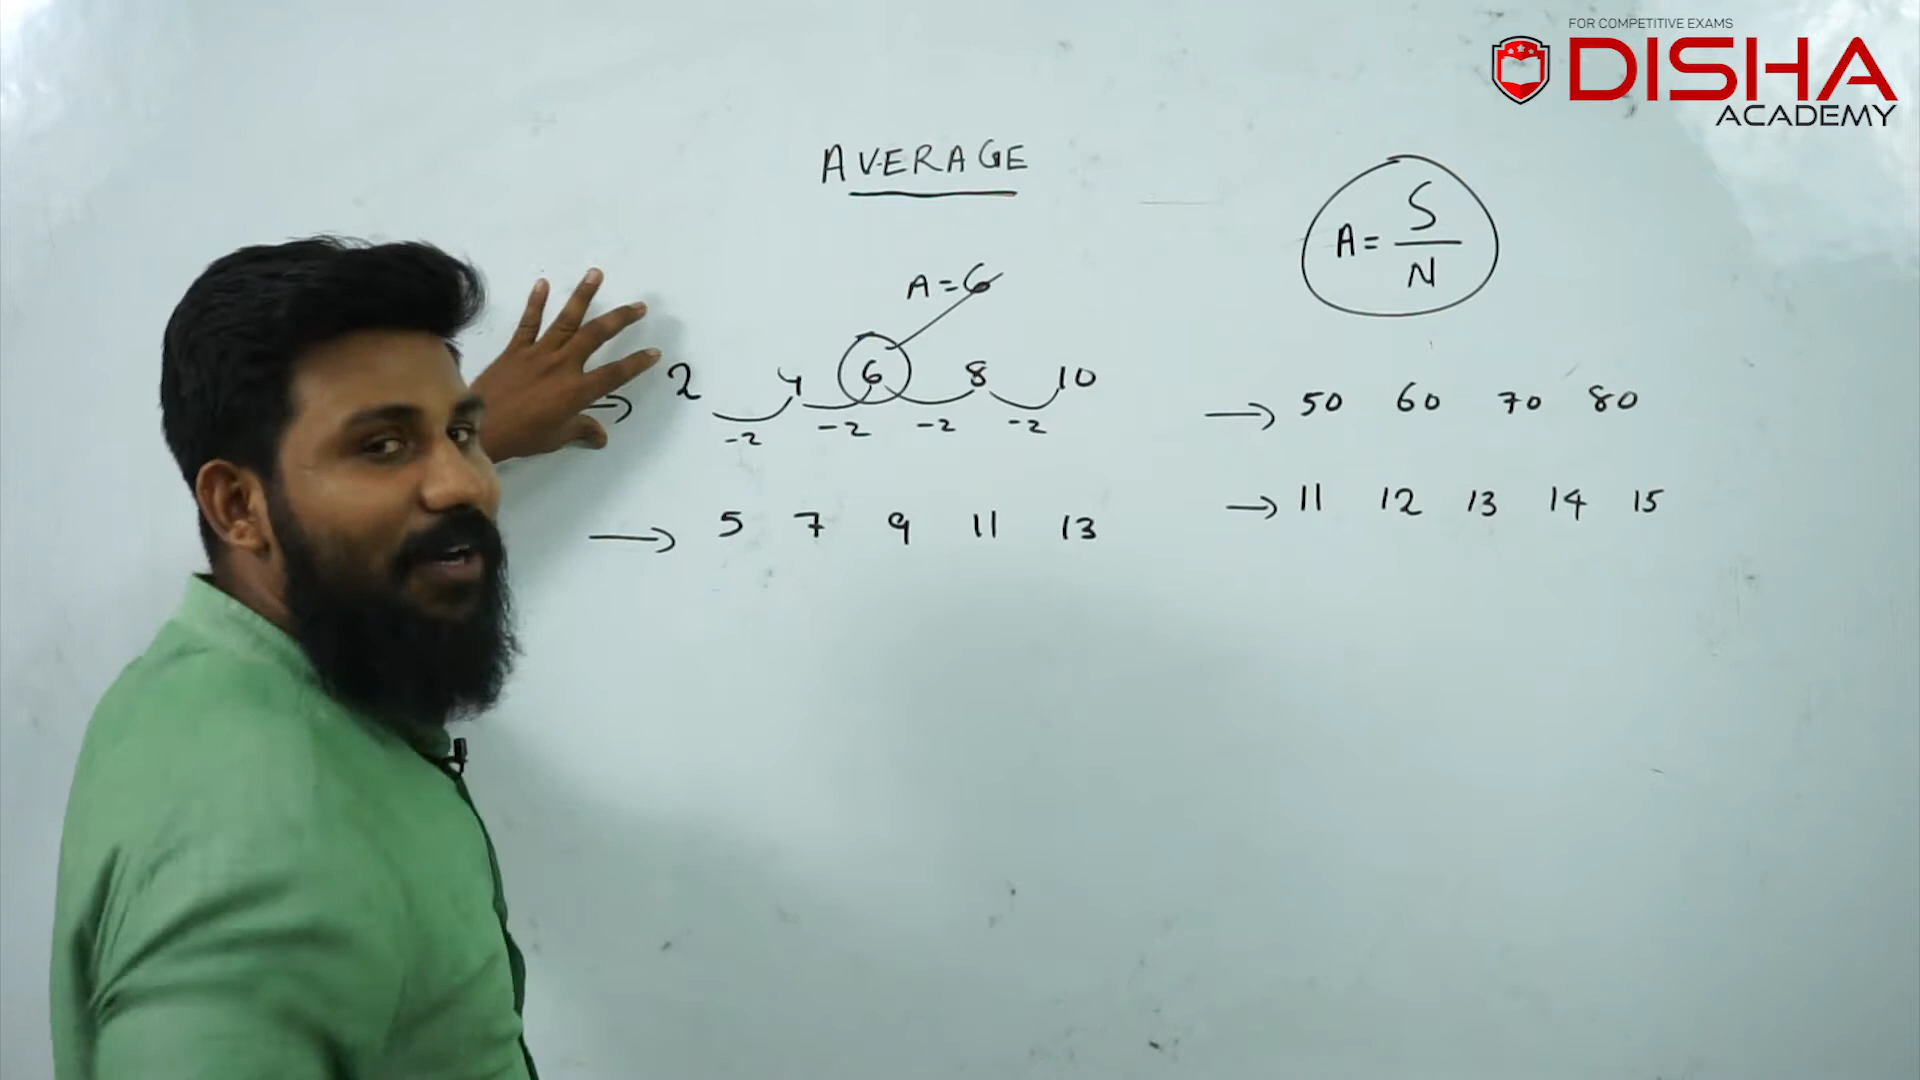 FOR COMPETITIVE EXAMS
DISHA
ACADEMY
AVERAGE
A = S/N
A = 6
2 4 6 8 10
-2 -2 -2 -2
→ 5 7 9 11 13
→ 50 60 70 80
→ 11 12 13 14 15